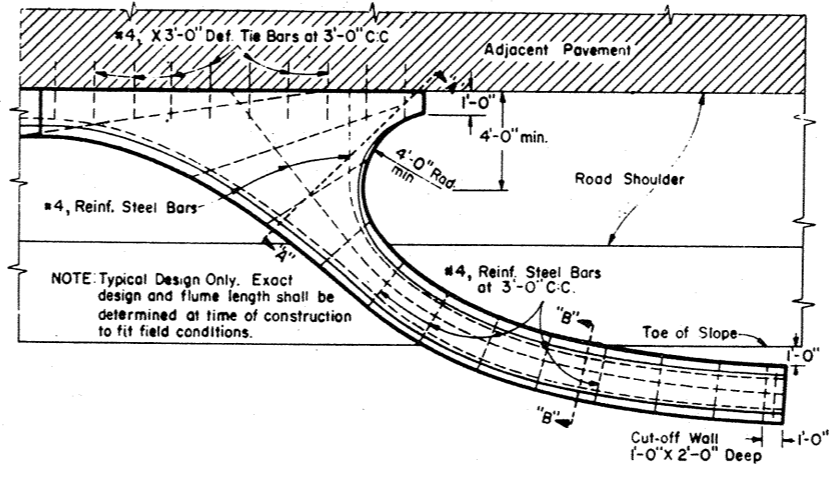 #4, X 3'-0" Def. Tie Bars at 3'-0" C:C
Adjacent Pavement
1'-0"
4'-0" min.
4'-0" Rad.
min
Road Shoulder
#4, Reinf. Steel Bars
"A"
#4, Reinf. Steel Bars
at 3'-0" C:C.
NOTE: Typical Design Only. Exact
design and flume length shall be
determined at time of construction
to fit field conditions.
"B"
Toe of Slope
1'-0"
"B"
Cut-off Wall
1'-0" X 2'-0" Deep
1'-0"